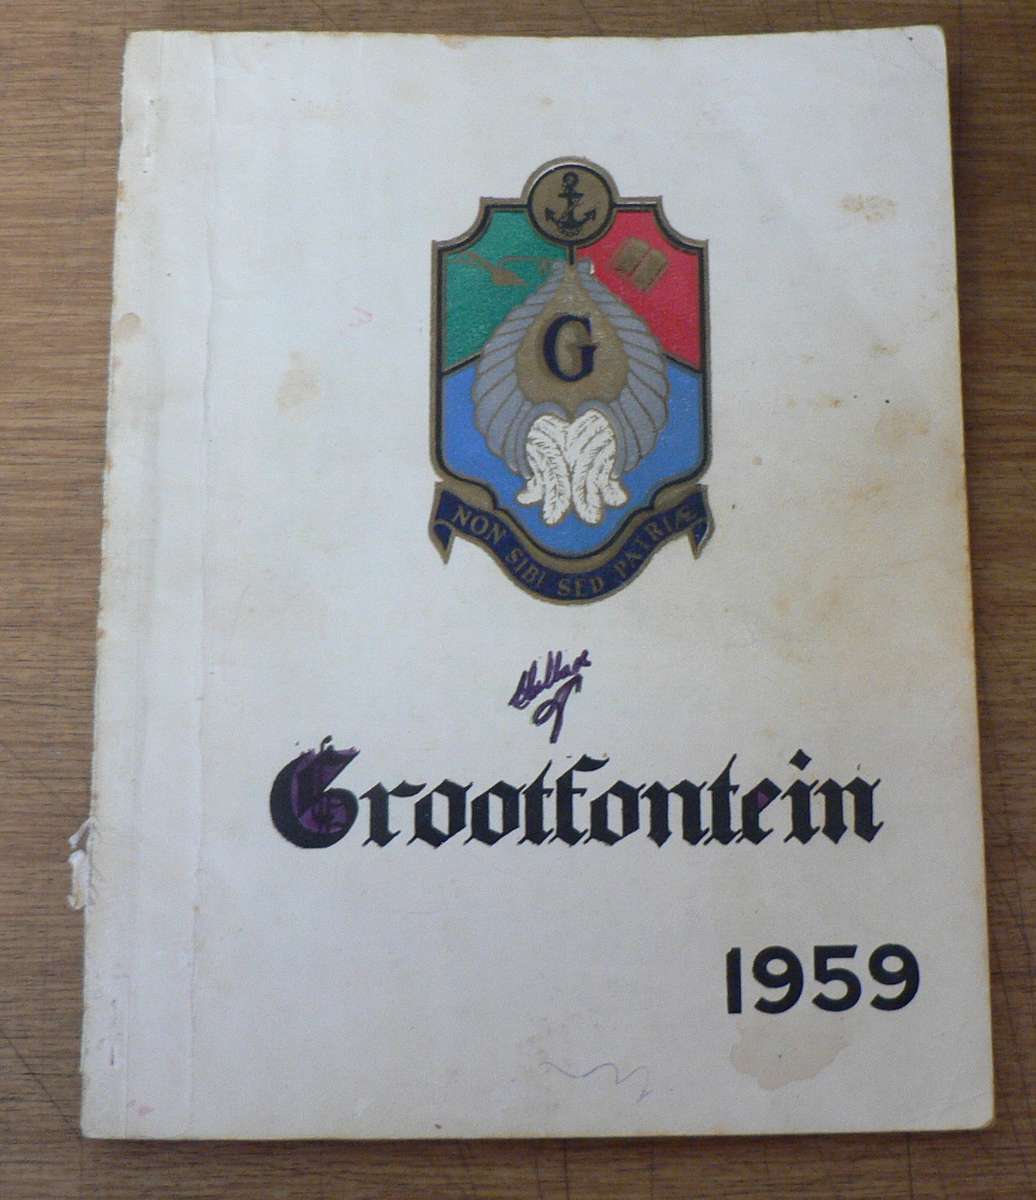 G
NON SIBI SED PATRIÆ
Grootfontein
1959